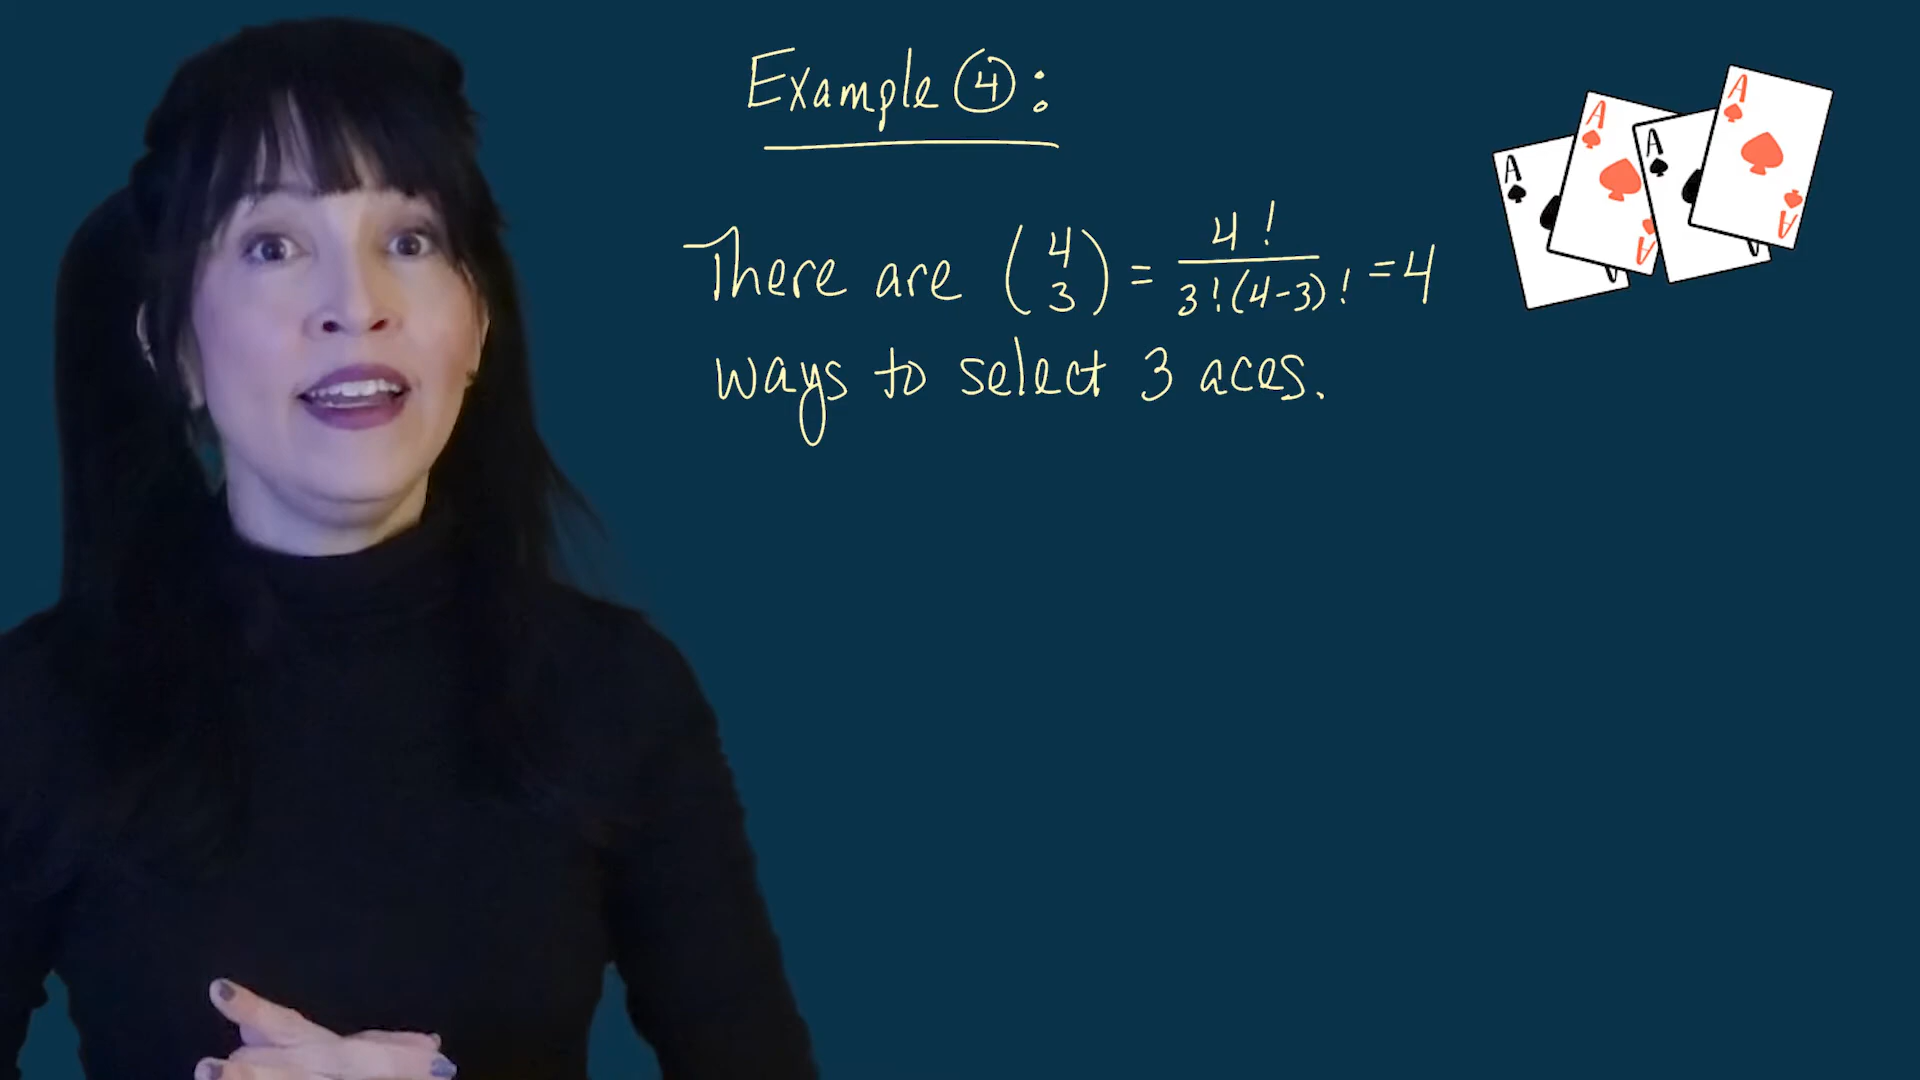 Example ④:
There are (4 3) = 4! / 3!(4-3)! = 4
ways to select 3 aces.
A A A A
A A